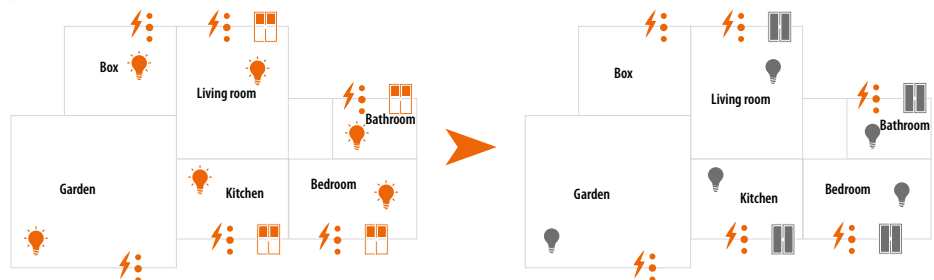 Box
Living room
Bathroom
Garden
Kitchen
Bedroom
Box
Living room
Bathroom
Garden
Kitchen
Bedroom